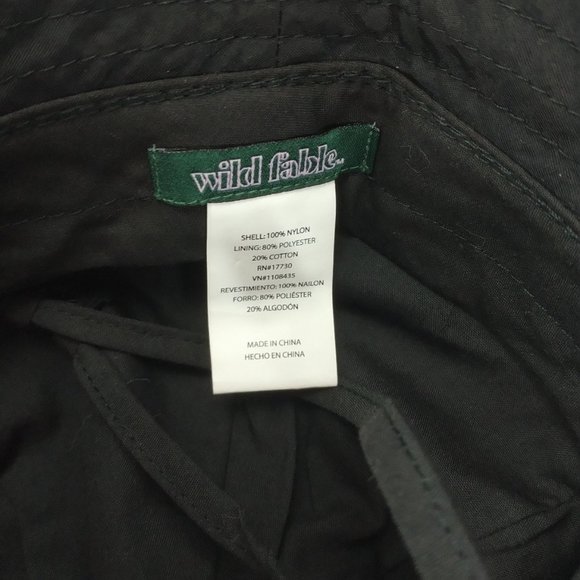 wild fable™
SHELL: 100% NYLON
LINING: 80% POLYESTER
20% COTTON
RN#17730
VN#1108435
REVESTIMIENTO: 100% NAILON
FORRO: 80% POLIÉSTER
20% ALGODÓN
MADE IN CHINA
HECHO EN CHINA